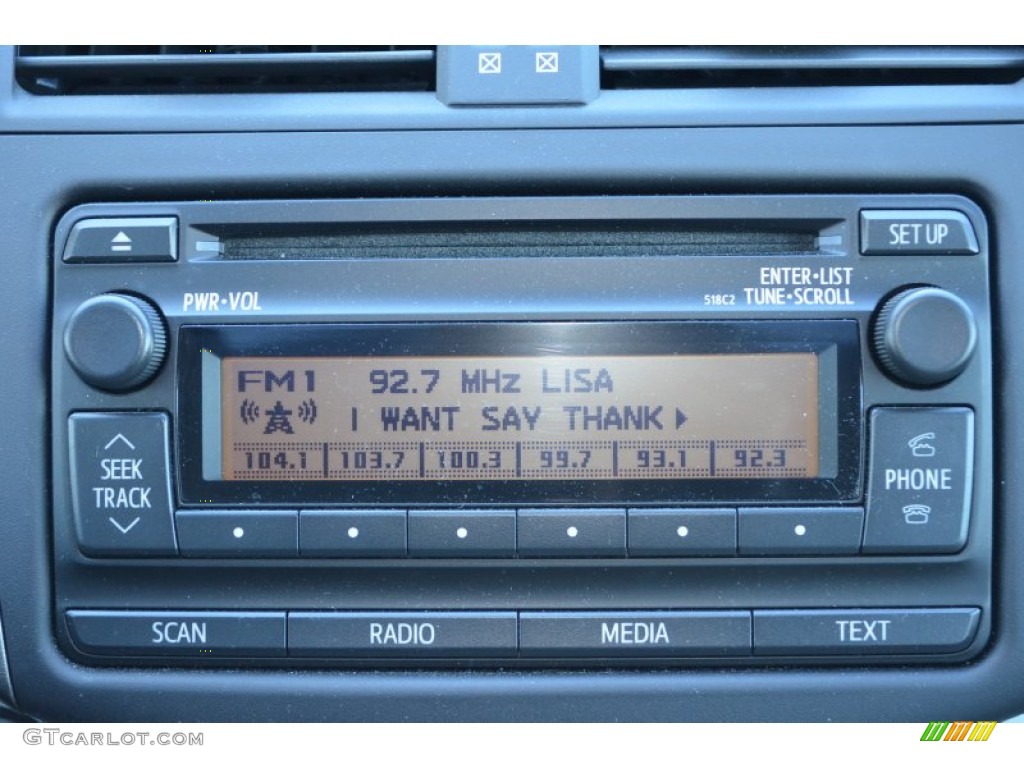 SET UP
PWR•VOL
ENTER•LIST
518C2 TUNE•SCROLL
FM1 92.7 MHz LISA
I WANT SAY THANK
104.1 103.7 100.3 99.7 93.1 92.3
SEEK
TRACK
PHONE
SCAN RADIO MEDIA TEXT
GTCARLOT.COM